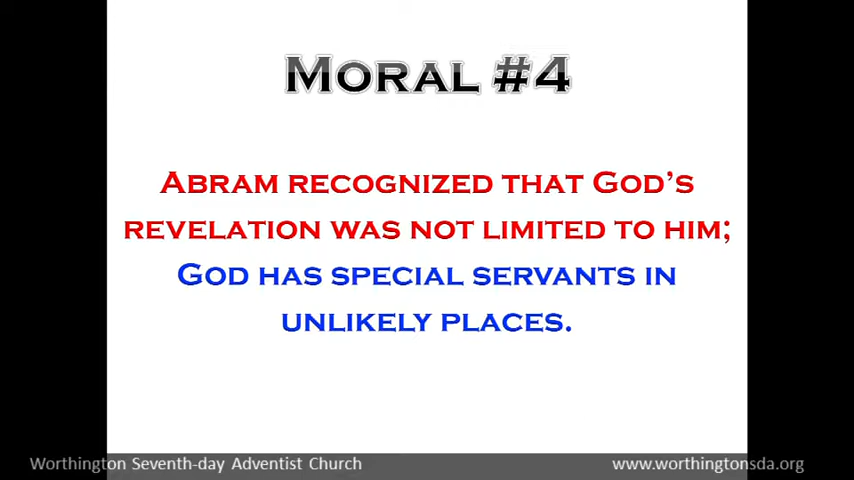 Moral #4
Abram recognized that God's
revelation was not limited to him;
God has special servants in
unlikely places.
Worthington Seventh-day Adventist Church
www.worthingtonsda.org